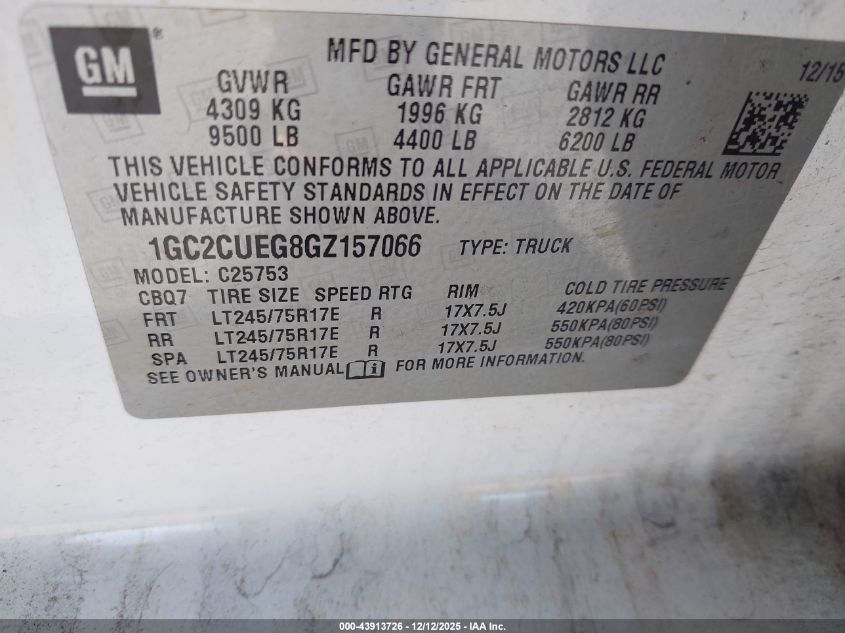 GM®
MFD BY GENERAL MOTORS LLC
12/15
GVWR GAWR FRT GAWR RR
4309 KG 1996 KG 2812 KG
9500 LB 4400 LB 6200 LB
THIS VEHICLE CONFORMS TO ALL APPLICABLE U.S. FEDERAL MOTOR
VEHICLE SAFETY STANDARDS IN EFFECT ON THE DATE OF
MANUFACTURE SHOWN ABOVE.
1GC2CUEG8GZ157066 TYPE: TRUCK
MODEL: C25753
CBQ7 TIRE SIZE SPEED RTG RIM COLD TIRE PRESSURE
FRT LT245/75R17E R 17X7.5J 420KPA(60PSI)
RR LT245/75R17E R 17X7.5J 550KPA(80PSI)
SPA LT245/75R17E R 17X7.5J 550KPA(80PSI)
SEE OWNER'S MANUAL FOR MORE INFORMATION.
000-43913726 - 12/12/2025 - IAA Inc.